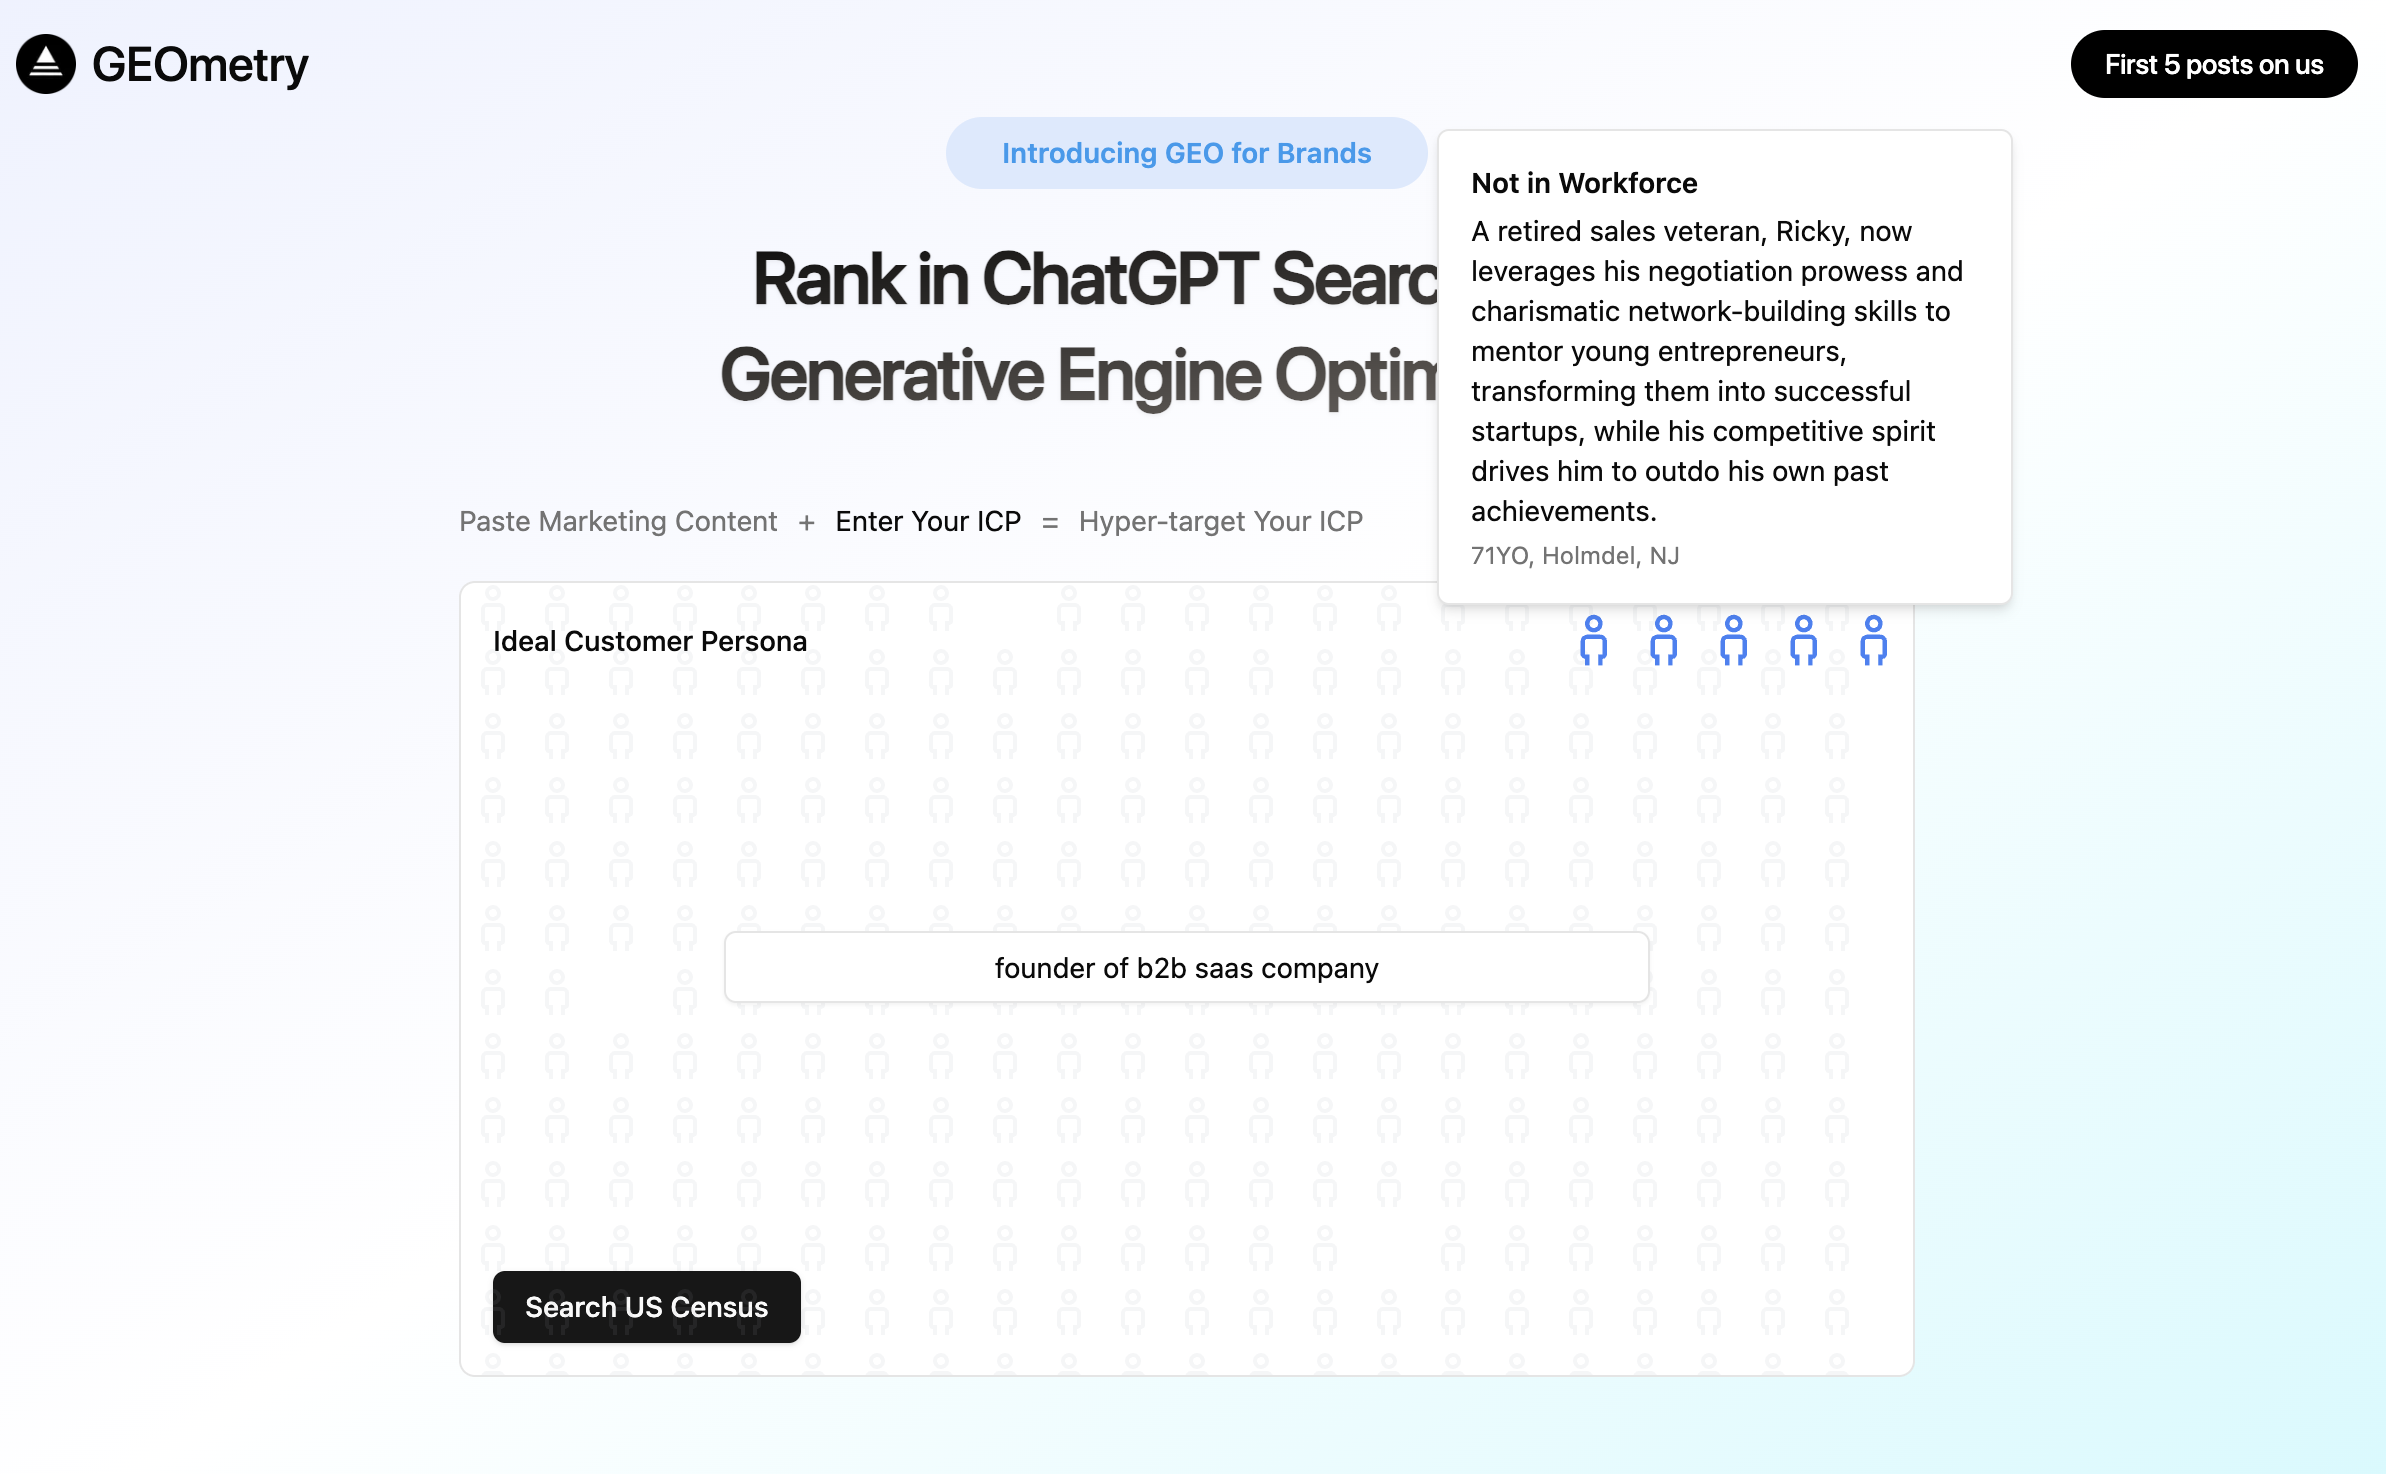 GEOmetry
First 5 posts on us
Introducing GEO for Brands
Rank in ChatGPT
Generative Engine
Not in Workforce
A retired sales veteran, Ricky, now
leverages his negotiation prowess and
charismatic network-building skills to
mentor young entrepreneurs,
transforming them into successful
startups, while his competitive spirit
drives him to outdo his own past
achievements.
71YO, Holmdel, NJ
Paste Marketing Content + Enter Your ICP = Hyper-target Your ICP
Ideal Customer Persona
founder of b2b saas company
Search US Census